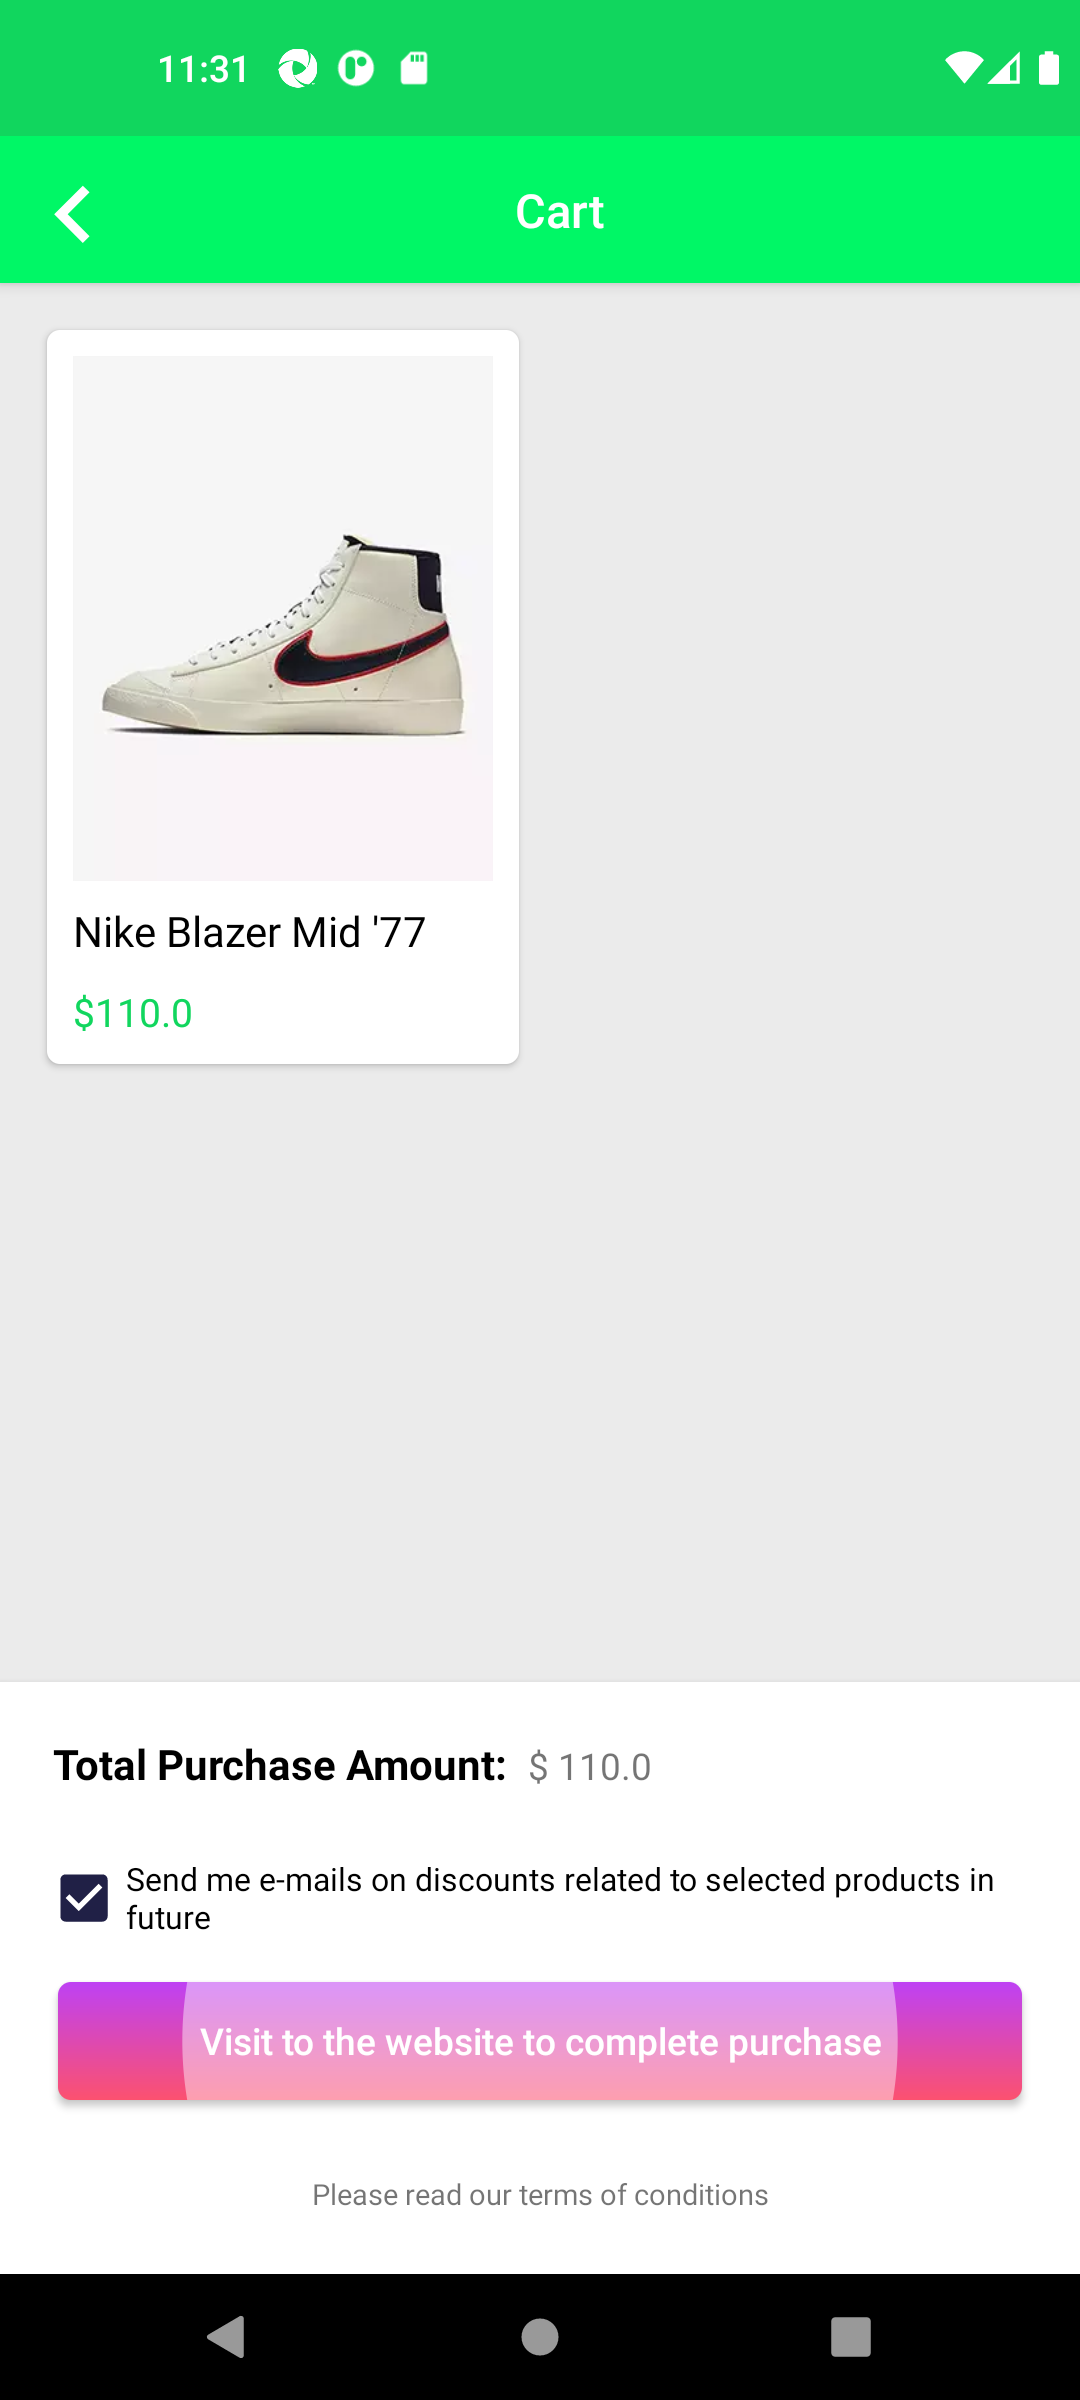 11:31
Cart
Nike Blazer Mid '77
$110.0
Total Purchase Amount: $ 110.0
Send me e-mails on discounts related to selected products in
future
Visit to the website to complete purchase
Please read our terms of conditions